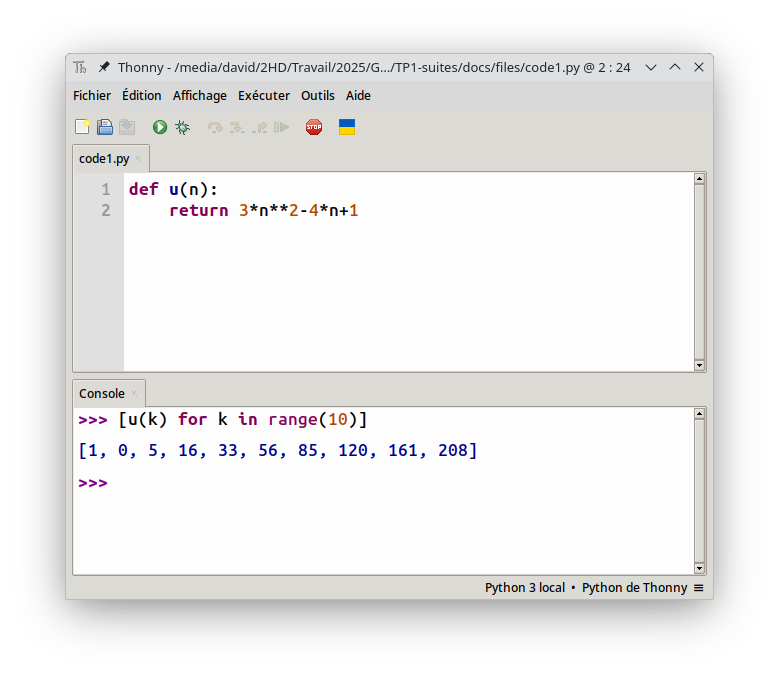 Th Thonny - /media/david/2HD/Travail/2025/G.../TP1-suites/docs/files/code1.py @ 2 : 24
Fichier Édition Affichage Exécuter Outils Aide
STOP
code1.py
1 def u(n):
2     return 3*n**2-4*n+1
Console
>>> [u(k) for k in range(10)]
[1, 0, 5, 16, 33, 56, 85, 120, 161, 208]
>>>
Python 3 local • Python de Thonny ≡